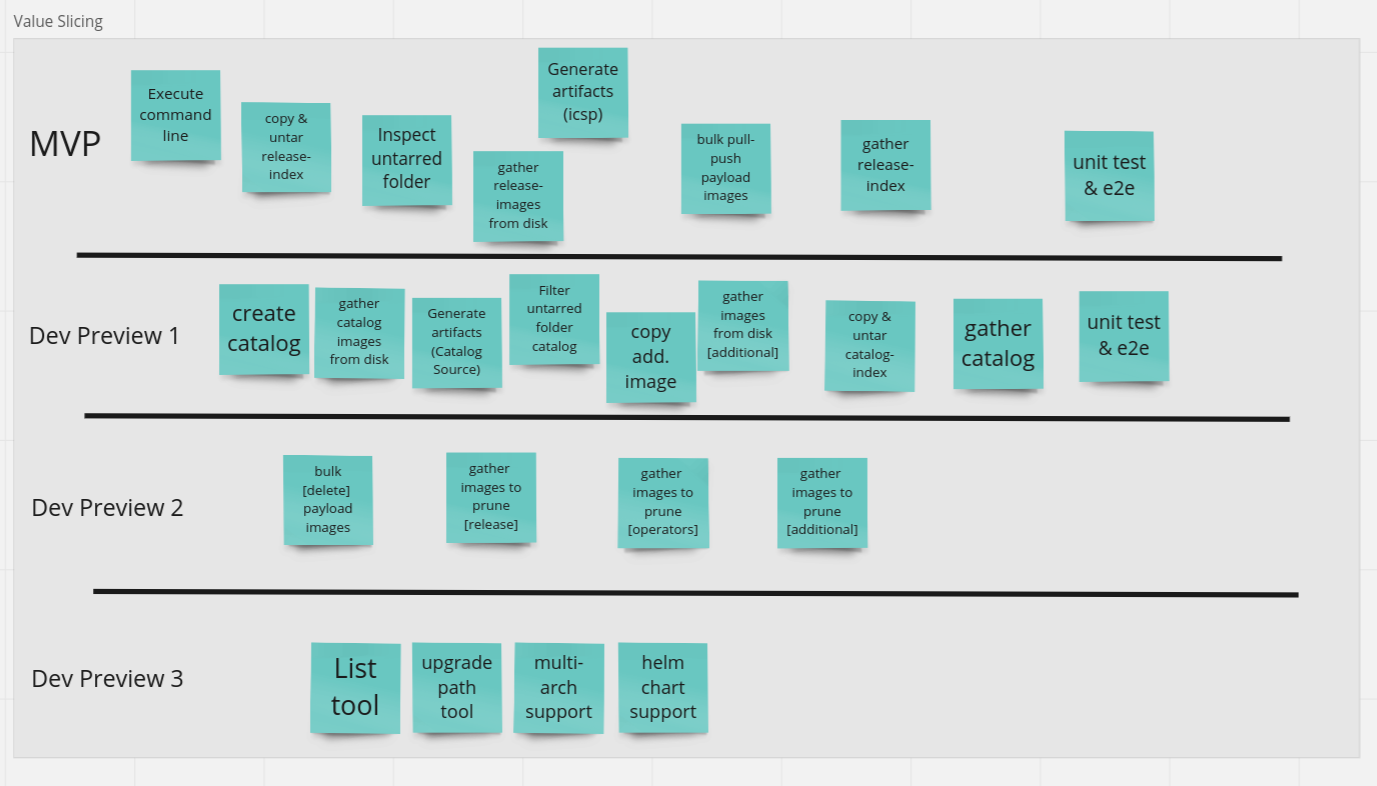 Value Slicing
MVP
Execute
command
line
copy &
untar
release-
index
Inspect
untarred
folder
gather
release-
images
from disk
Generate
artifacts
(icsp)
bulk pull-
push
payload
images
gather
release-
index
unit test
& e2e
Dev Preview 1
create
catalog
gather
catalog
images
from disk
Generate
artifacts
(Catalog
Source)
Filter
untarred
folder
catalog
copy
add.
image
gather
images
from disk
[additional]
copy &
untar
catalog-
index
gather
catalog
unit test
& e2e
Dev Preview 2
bulk
[delete]
payload
images
gather
images to
prune
[release]
gather
images to
prune
[operators]
gather
images to
prune
[additional]
Dev Preview 3
List
tool
upgrade
path
tool
multi-
arch
support
helm
chart
support